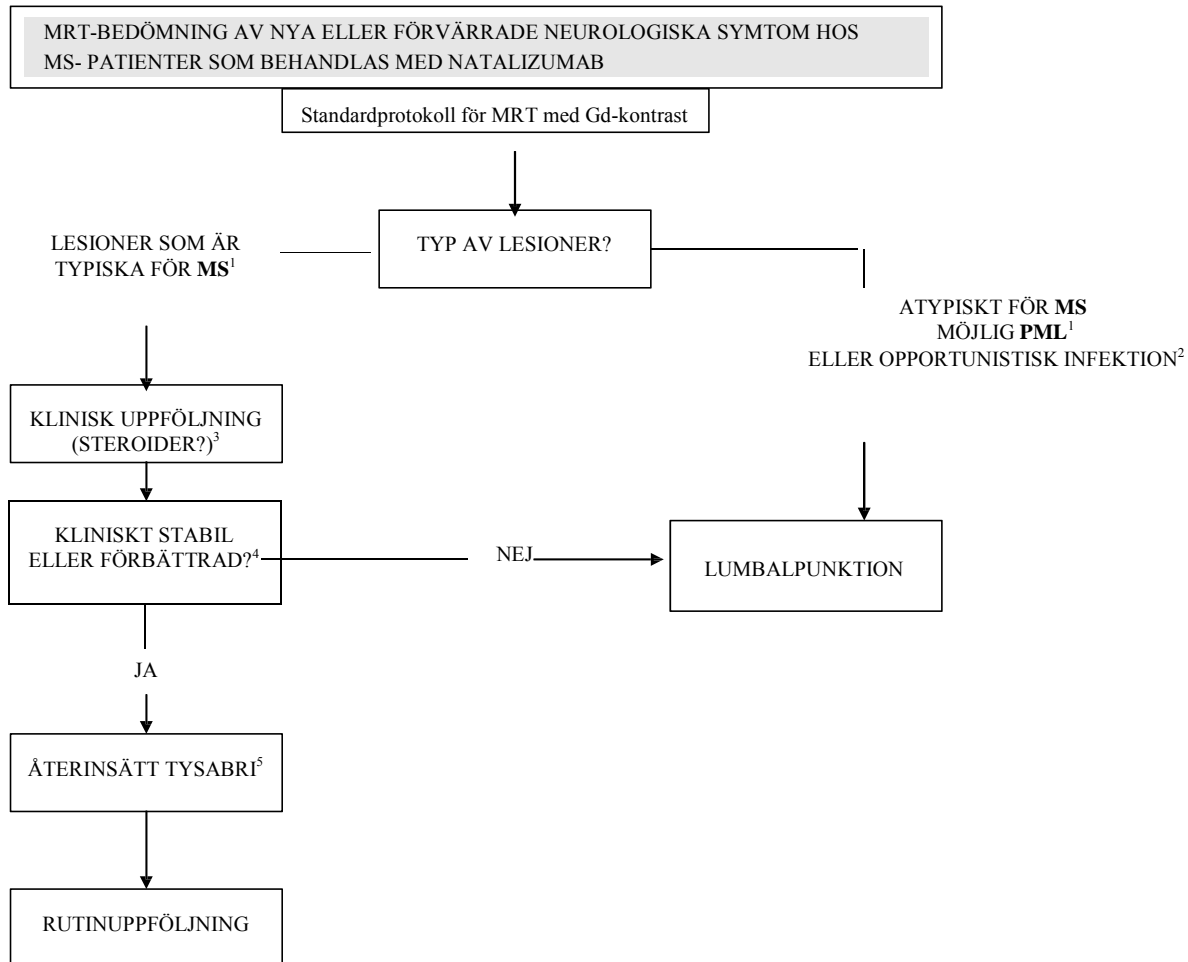 MRT-BEDÖMNING AV NYA ELLER FÖRVÄRRADE NEUROLOGISKA SYMTOM HOS
MS- PATIENTER SOM BEHANDLAS MED NATALIZUMAB
Standardprotokoll för MRT med Gd-kontrast
TYP AV LESIONER?
LESIONER SOM ÄR
TYPISKA FÖR MS¹
ATYPISKT FÖR MS
MÖJLIG PML¹
ELLER OPPORTUNISTISK INFEKTION²
KLINISK UPPFÖLJNING
(STEROIDER?)³
KLINISKT STABIL
ELLER FÖRBÄTTRAD?⁴
NEJ
LUMBALPUNKTION
JA
ÅTERINSÄTT TYSABRI⁵
RUTINUPPFÖLJNING